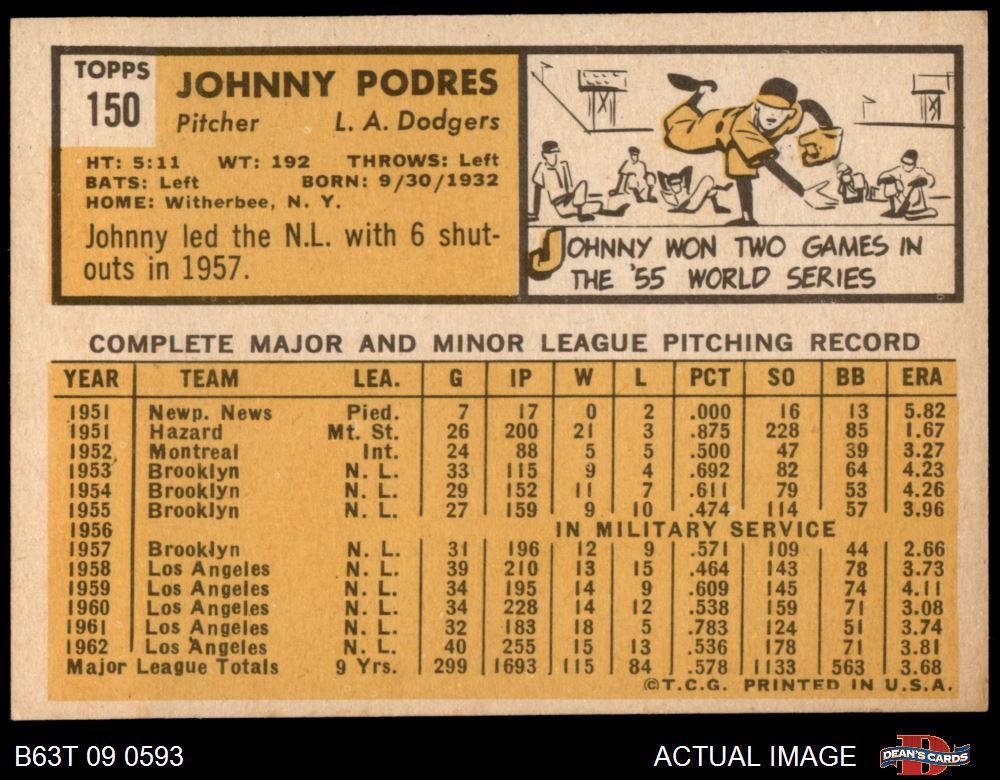 TOPPS
150
JOHNNY PODRES
Pitcher L. A. Dodgers
HT: 5:11 WT: 192 THROWS: Left
BATS: Left BORN: 9/30/1932
HOME: Witherbee, N. Y.
Johnny led the N.L. with 6 shut-
outs in 1957.
JOHNNY WON TWO GAMES IN
THE '55 WORLD SERIES
COMPLETE MAJOR AND MINOR LEAGUE PITCHING RECORD
YEAR TEAM LEA. G IP W L PCT SO BB ERA
1951 Newp. News Pied. 7 17 0 2 .000 16 13 5.82
1951 Hazard Mt. St. 26 200 21 3 .875 228 85 1.67
1952 Montreal Int. 24 88 5 5 .500 47 39 3.27
1953 Brooklyn N. L. 33 115 9 4 .692 82 64 4.23
1954 Brooklyn N. L. 29 152 11 7 .611 79 53 4.26
1955 Brooklyn N. L. 27 159 9 10 .474 114 57 3.96
1956 IN MILITARY SERVICE
1957 Brooklyn N. L. 31 196 12 9 .571 109 44 2.66
1958 Los Angeles N. L. 39 210 13 15 .464 143 78 3.73
1959 Los Angeles N. L. 34 195 14 9 .609 145 74 4.11
1960 Los Angeles N. L. 34 228 14 12 .538 159 71 3.08
1961 Los Angeles N. L. 32 183 18 5 .783 124 51 3.74
1962 Los Angeles N. L. 40 255 15 13 .536 178 71 3.81
Major League Totals 9 Yrs. 299 1693 115 84 .578 1133 563 3.68
©T.C.G. PRINTED IN U.S.A.
B63T 09 0593 ACTUAL IMAGE DEAN'S CARDS